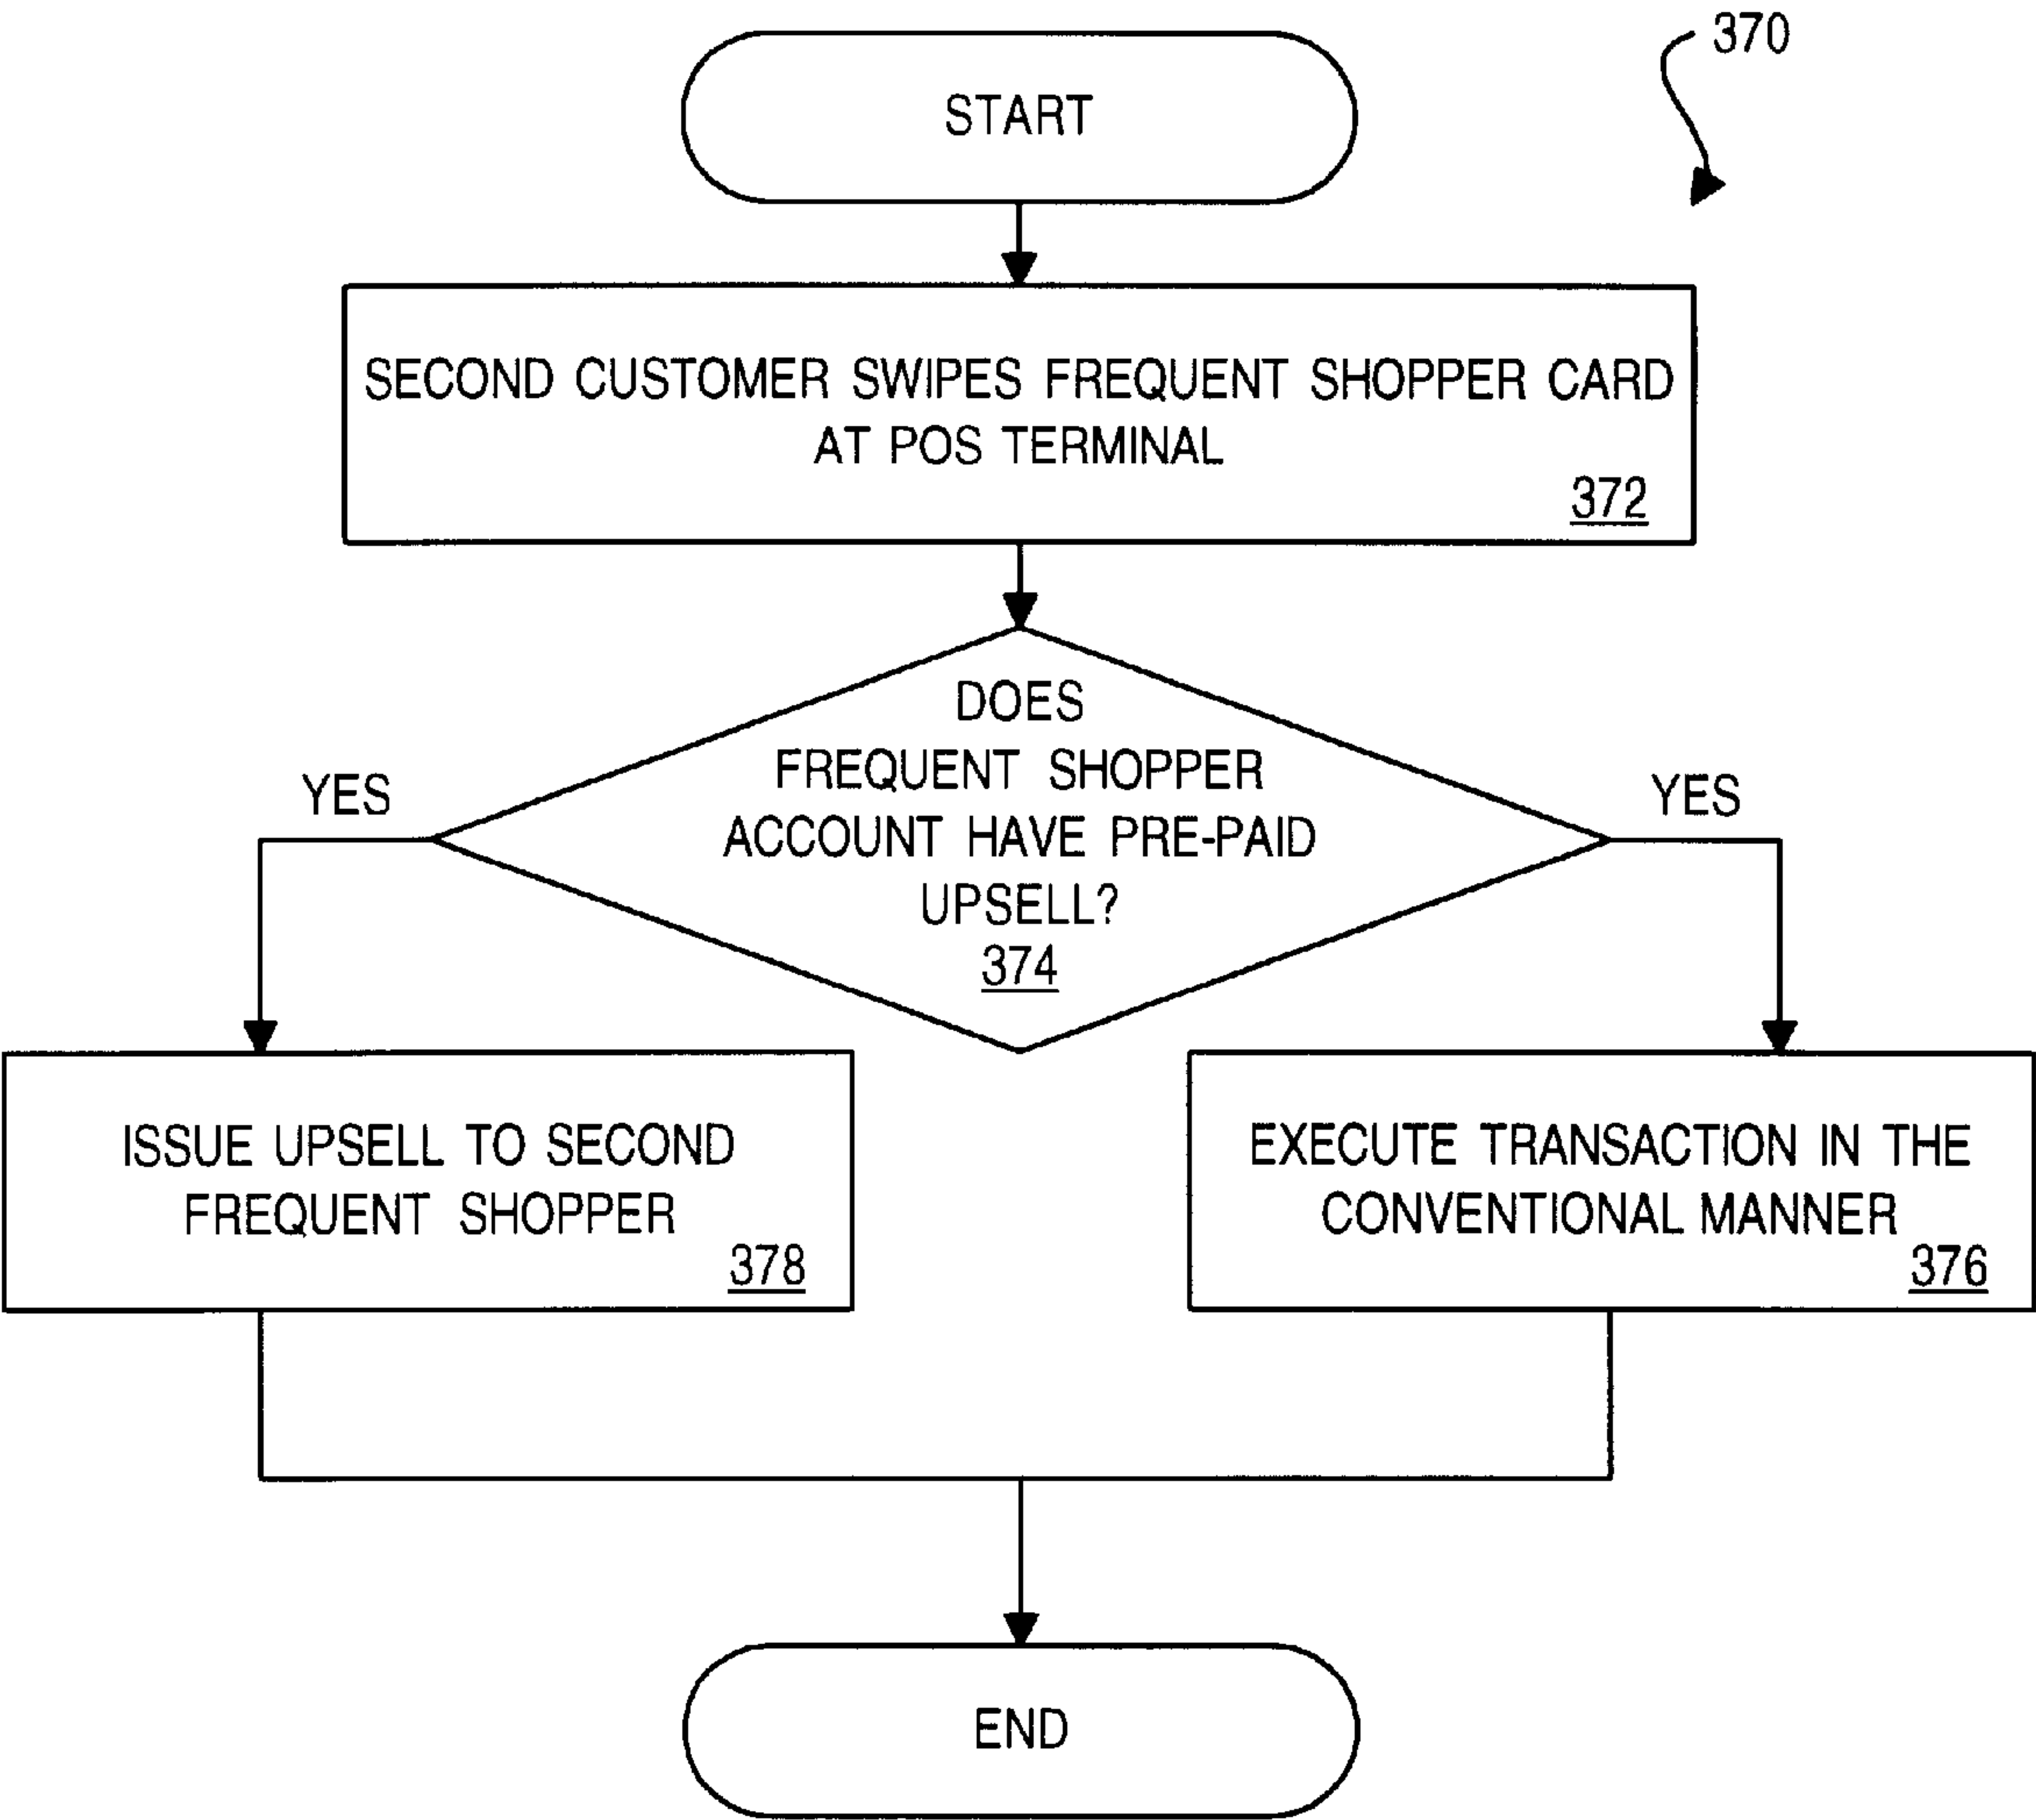 370
START
SECOND CUSTOMER SWIPES FREQUENT SHOPPER CARD
AT POS TERMINAL
372
DOES
FREQUENT SHOPPER
ACCOUNT HAVE PRE-PAID
UPSELL?
374
YES
YES
ISSUE UPSELL TO SECOND
FREQUENT SHOPPER
378
EXECUTE TRANSACTION IN THE
CONVENTIONAL MANNER
376
END